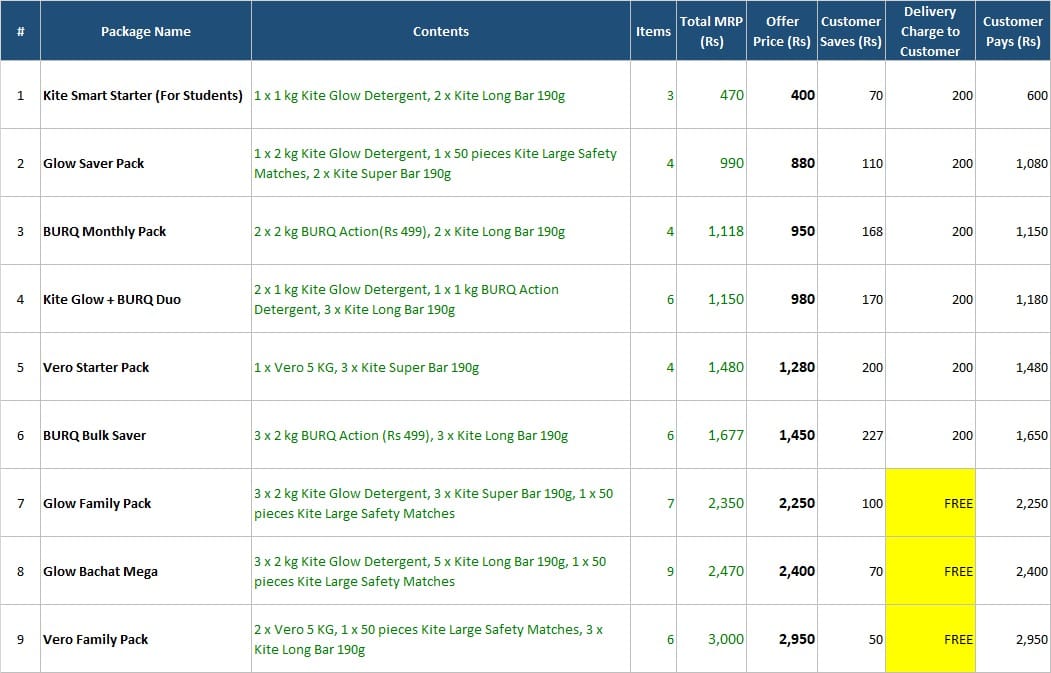 # Package Name Contents Items Total MRP (Rs) Offer Price (Rs) Customer Saves (Rs) Delivery Charge to Customer Customer Pays (Rs)
1 Kite Smart Starter (For Students) 1 x 1 kg Kite Glow Detergent, 2 x Kite Long Bar 190g 3 470 400 70 200 600
2 Glow Saver Pack 1 x 2 kg Kite Glow Detergent, 1 x 50 pieces Kite Large Safety
Matches, 2 x Kite Super Bar 190g 4 990 880 110 200 1,080
3 BURQ Monthly Pack 2 x 2 kg BURQ Action(Rs 499), 2 x Kite Long Bar 190g 4 1,118 950 168 200 1,150
4 Kite Glow + BURQ Duo 2 x 1 kg Kite Glow Detergent, 1 x 1 kg BURQ Action
Detergent, 3 x Kite Long Bar 190g 6 1,150 980 170 200 1,180
5 Vero Starter Pack 1 x Vero 5 KG, 3 x Kite Super Bar 190g 4 1,480 1,280 200 200 1,480
6 BURQ Bulk Saver 3 x 2 kg BURQ Action (Rs 499), 3 x Kite Long Bar 190g 6 1,677 1,450 227 200 1,650
7 Glow Family Pack 3 x 2 kg Kite Glow Detergent, 3 x Kite Super Bar 190g, 1 x 50
pieces Kite Large Safety Matches 7 2,350 2,250 100 FREE 2,250
8 Glow Bachat Mega 3 x 2 kg Kite Glow Detergent, 5 x Kite Long Bar 190g, 1 x 50
pieces Kite Large Safety Matches 9 2,470 2,400 70 FREE 2,400
9 Vero Family Pack 2 x Vero 5 KG, 1 x 50 pieces Kite Large Safety Matches, 3 x
Kite Long Bar 190g 6 3,000 2,950 50 FREE 2,950